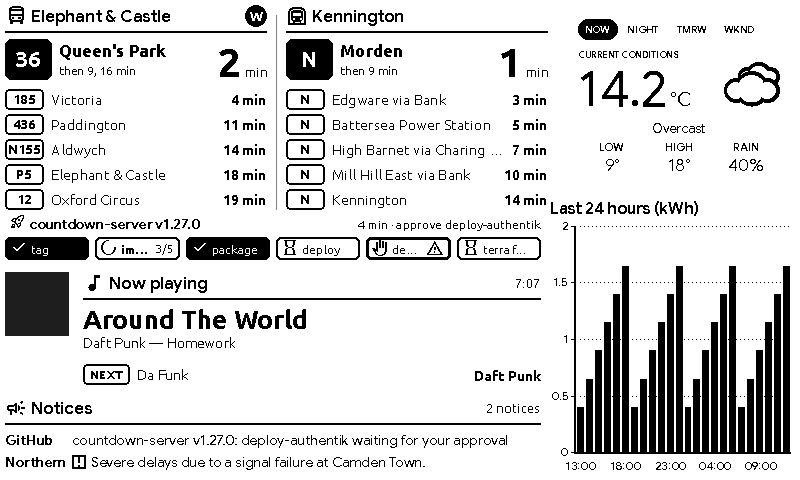 Elephant & Castle W
36 Queen's Park 2 min
then 9, 16 min
185 Victoria 4 min
436 Paddington 11 min
N155 Aldwych 14 min
P5 Elephant & Castle 18 min
12 Oxford Circus 19 min
Kennington
N Morden 1 min
then 9 min
N Edgware via Bank 3 min
N Battersea Power Station 5 min
N High Barnet via Charing ... 7 min
N Mill Hill East via Bank 10 min
N Kennington 14 min
NOW NIGHT TMRW WKND
CURRENT CONDITIONS
14.2°C
Overcast
LOW HIGH RAIN
9° 18° 40%
countdown-server v1.27.0 4 min · approve deploy-authentik
tag im... 3/5 package deploy de... terraf...
Now playing 7:07
Around The World
Daft Punk — Homework
NEXT Da Funk Daft Punk
Notices 2 notices
GitHub countdown-server v1.27.0: deploy-authentik waiting for your approval
Northern Severe delays due to a signal failure at Camden Town.
Last 24 hours (kWh)
2
1.5
1
0.5
0
13:00 18:00 23:00 04:00 09:00